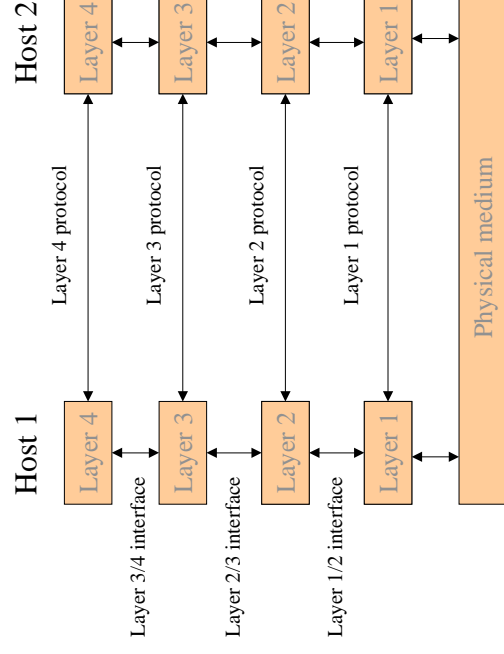 Host 1
Host 2
Layer 4
Layer 4 protocol
Layer 4
Layer 3/4 interface
Layer 3
Layer 3 protocol
Layer 3
Layer 2/3 interface
Layer 2
Layer 2 protocol
Layer 2
Layer 1/2 interface
Layer 1
Layer 1 protocol
Layer 1
Physical medium